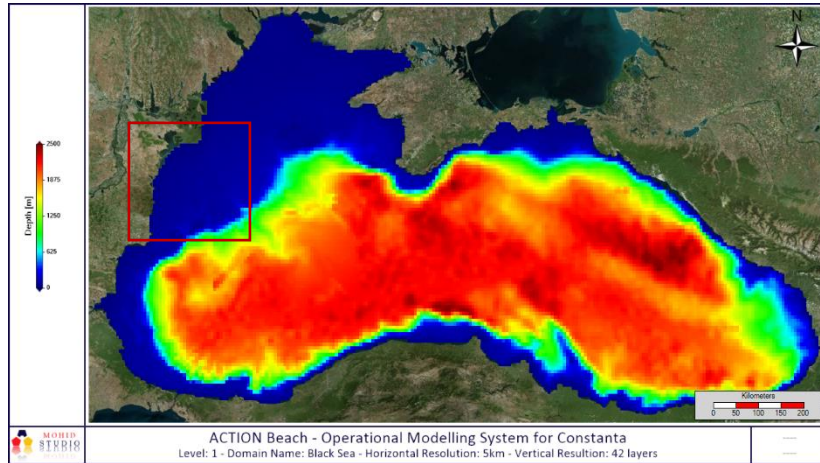 N
2500
1875
1250
625
0
Depth [m]
Kilometers
0 50 100 150 200
MOHID
STUDIO
ACTION Beach - Operational Modelling System for Constanta
Level: 1 - Domain Name: Black Sea - Horizontal Resolution: 5km - Vertical Resultion: 42 layers